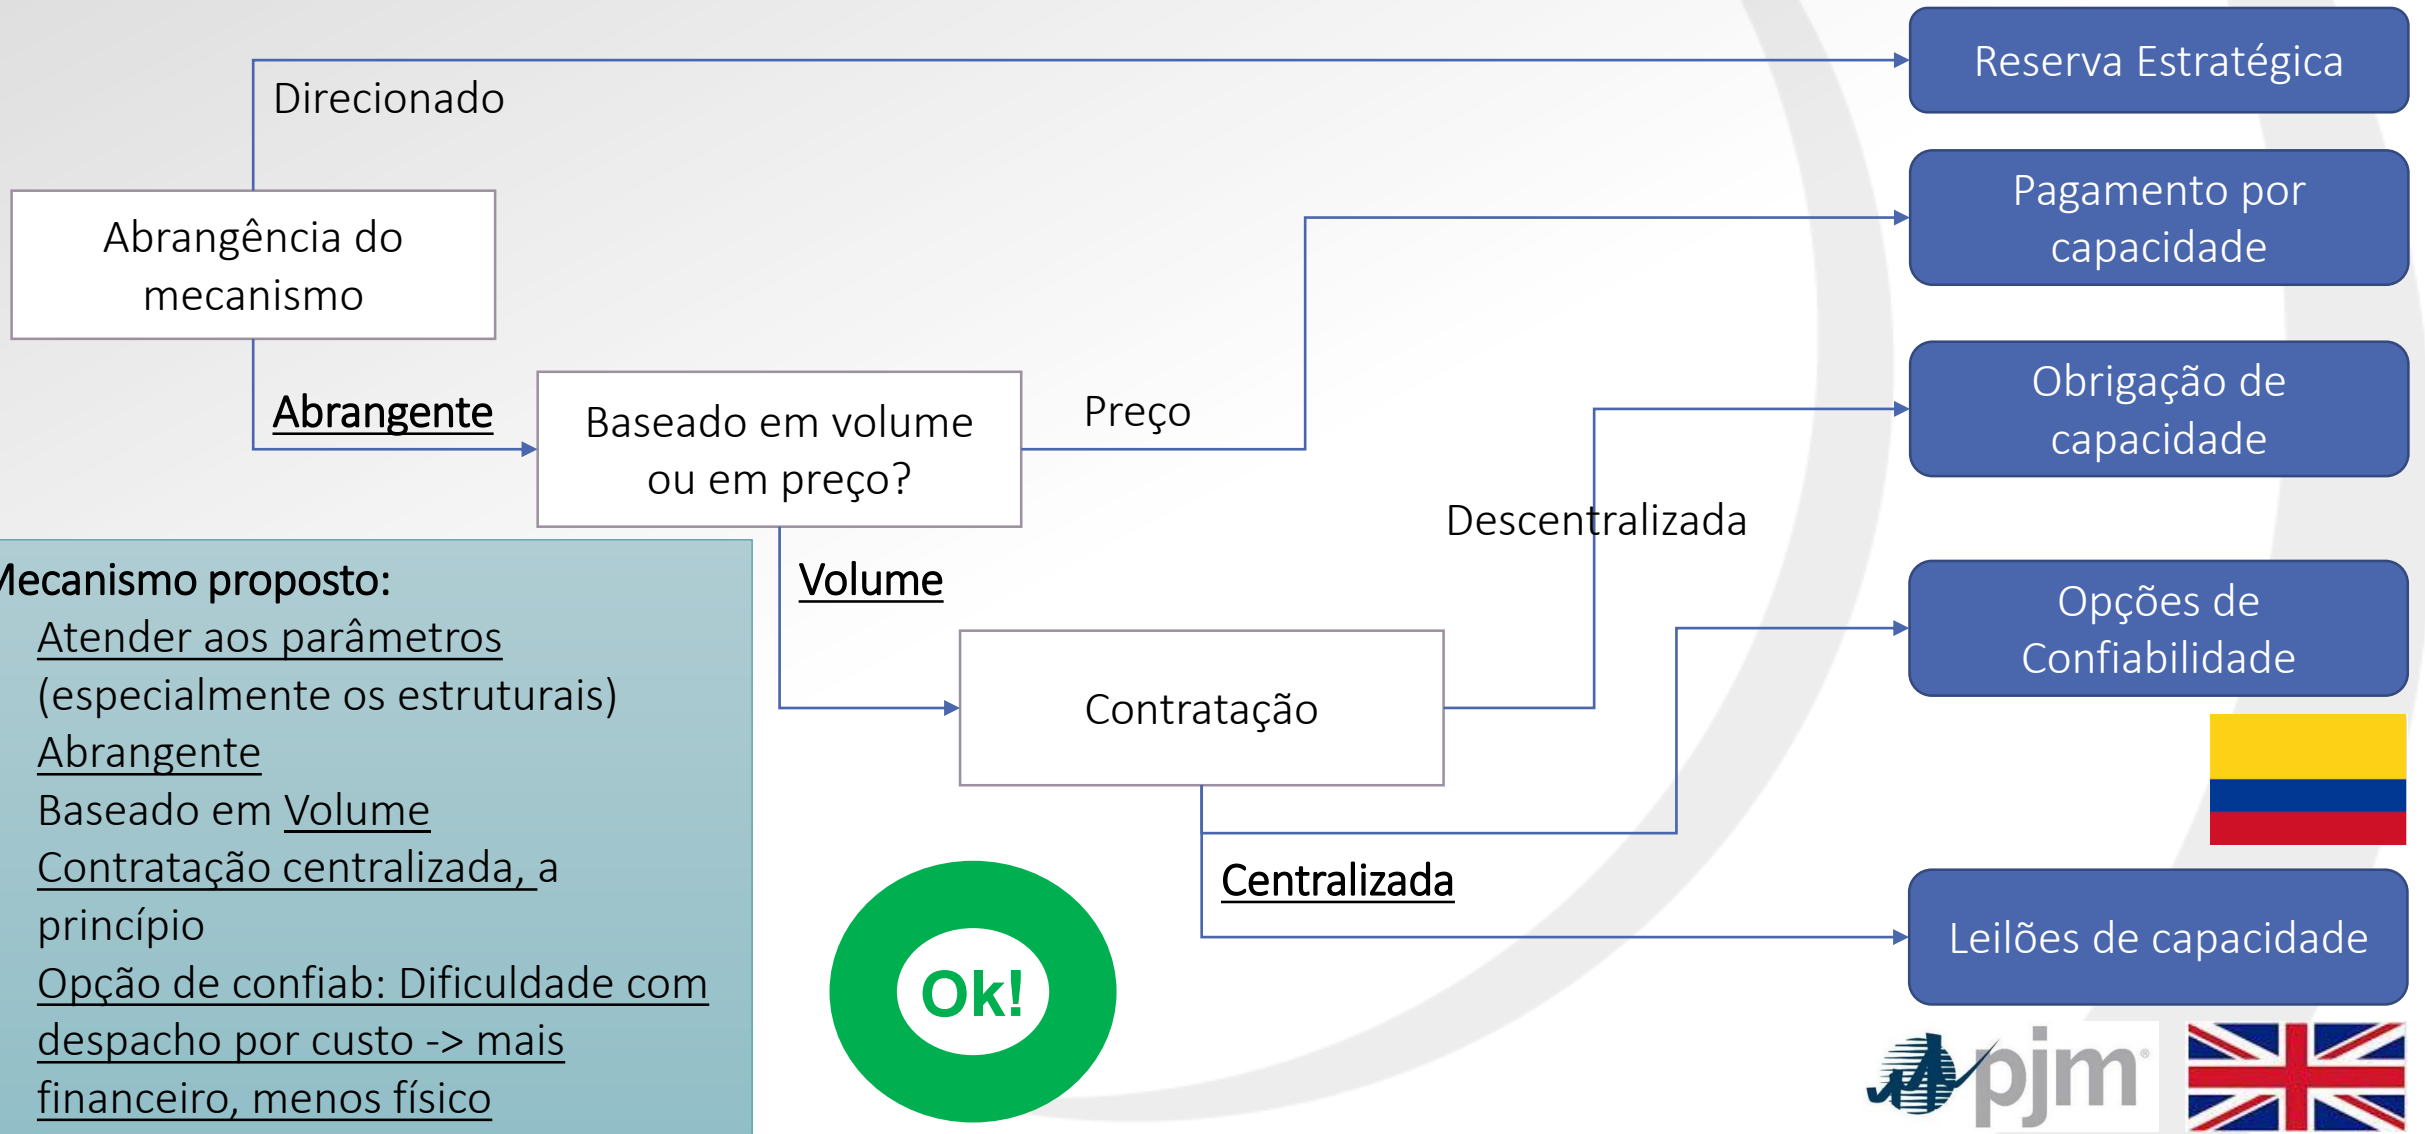 Reserva Estratégica
Direcionado
Pagamento por
capacidade
Abrangência do
mecanismo
Obrigação de
capacidade
Abrangente
Baseado em volume
ou em preço?
Preço
Descentralizada
Volume
Opções de
Confiabilidade
Contratação
Centralizada
Leilões de capacidade
Mecanismo proposto:
Atender aos parâmetros
(especialmente os estruturais)
Abrangente
Baseado em Volume
Contratação centralizada, a
princípio
Opção de confiab: Dificuldade com
despacho por custo -> mais
financeiro, menos físico
Ok!
pjm®